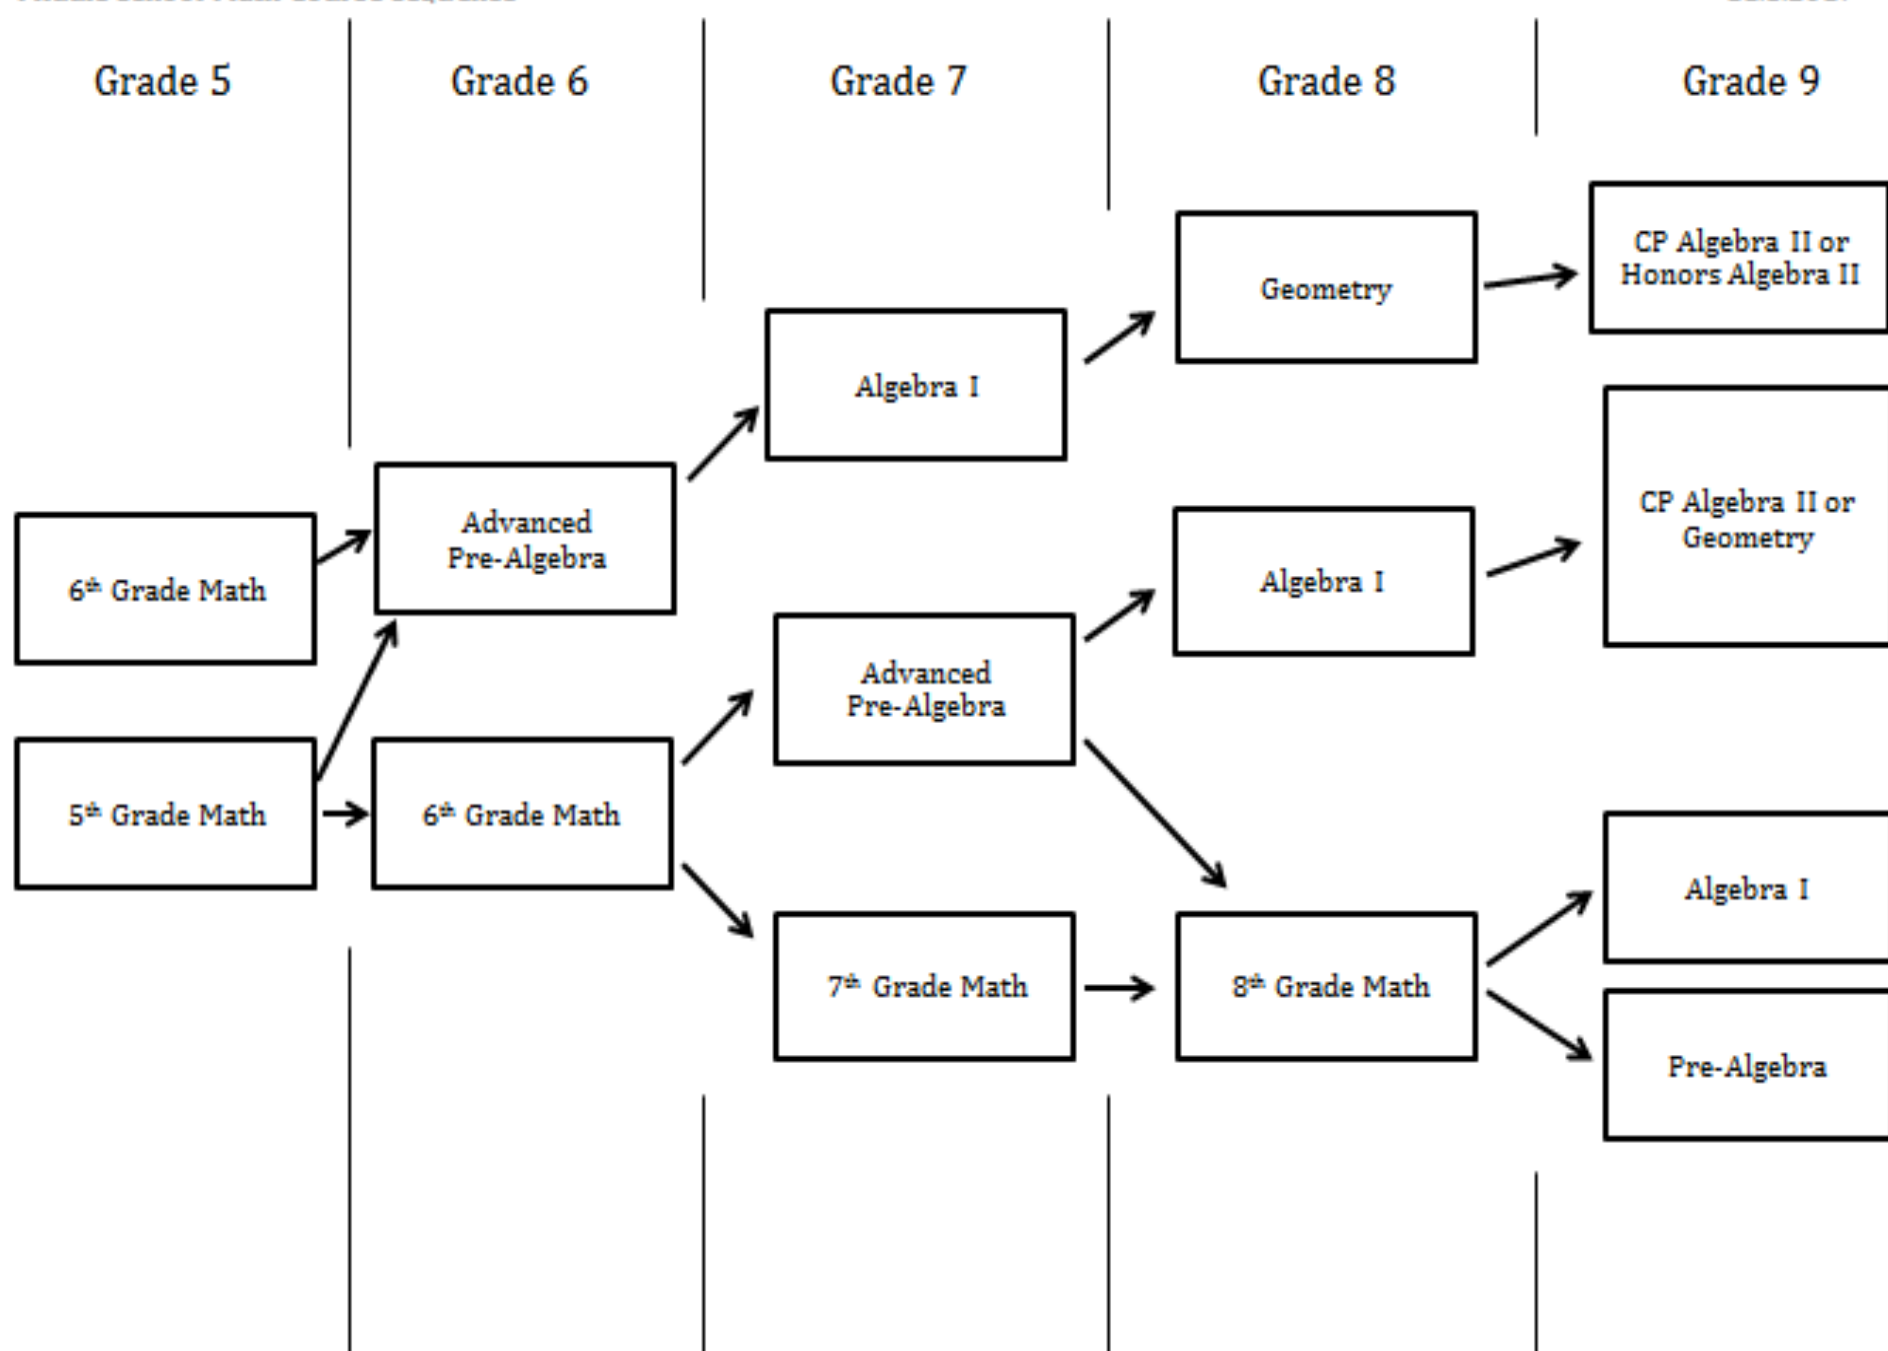 Grade 5
Grade 6
Grade 7
Grade 8
Grade 9
CP Algebra II or
Honors Algebra II
Geometry
Algebra I
CP Algebra II or
Geometry
Advanced
Pre-Algebra
6th Grade Math
Algebra I
Advanced
Pre-Algebra
5th Grade Math
6th Grade Math
Algebra I
7th Grade Math
8th Grade Math
Pre-Algebra